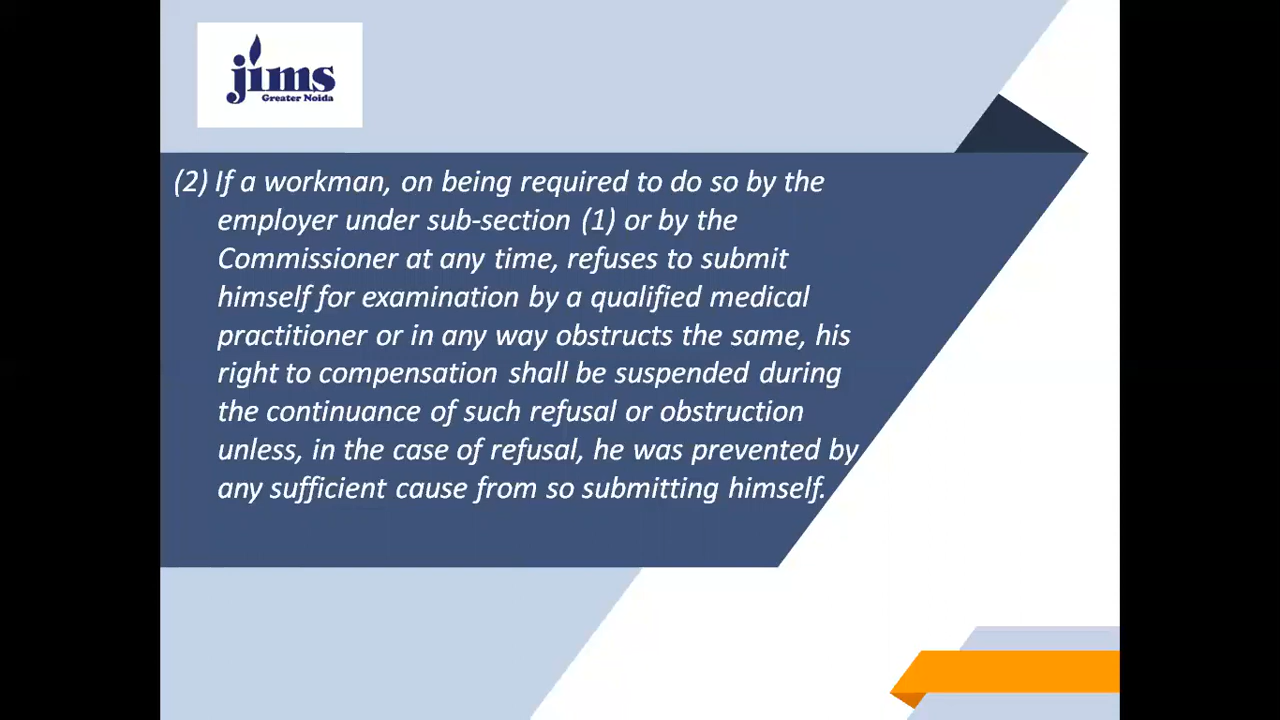 jims
Greater Noida
(2) If a workman, on being required to do so by the
employer under sub-section (1) or by the
Commissioner at any time, refuses to submit
himself for examination by a qualified medical
practitioner or in any way obstructs the same, his
right to compensation shall be suspended during
the continuance of such refusal or obstruction
unless, in the case of refusal, he was prevented by
any sufficient cause from so submitting himself.